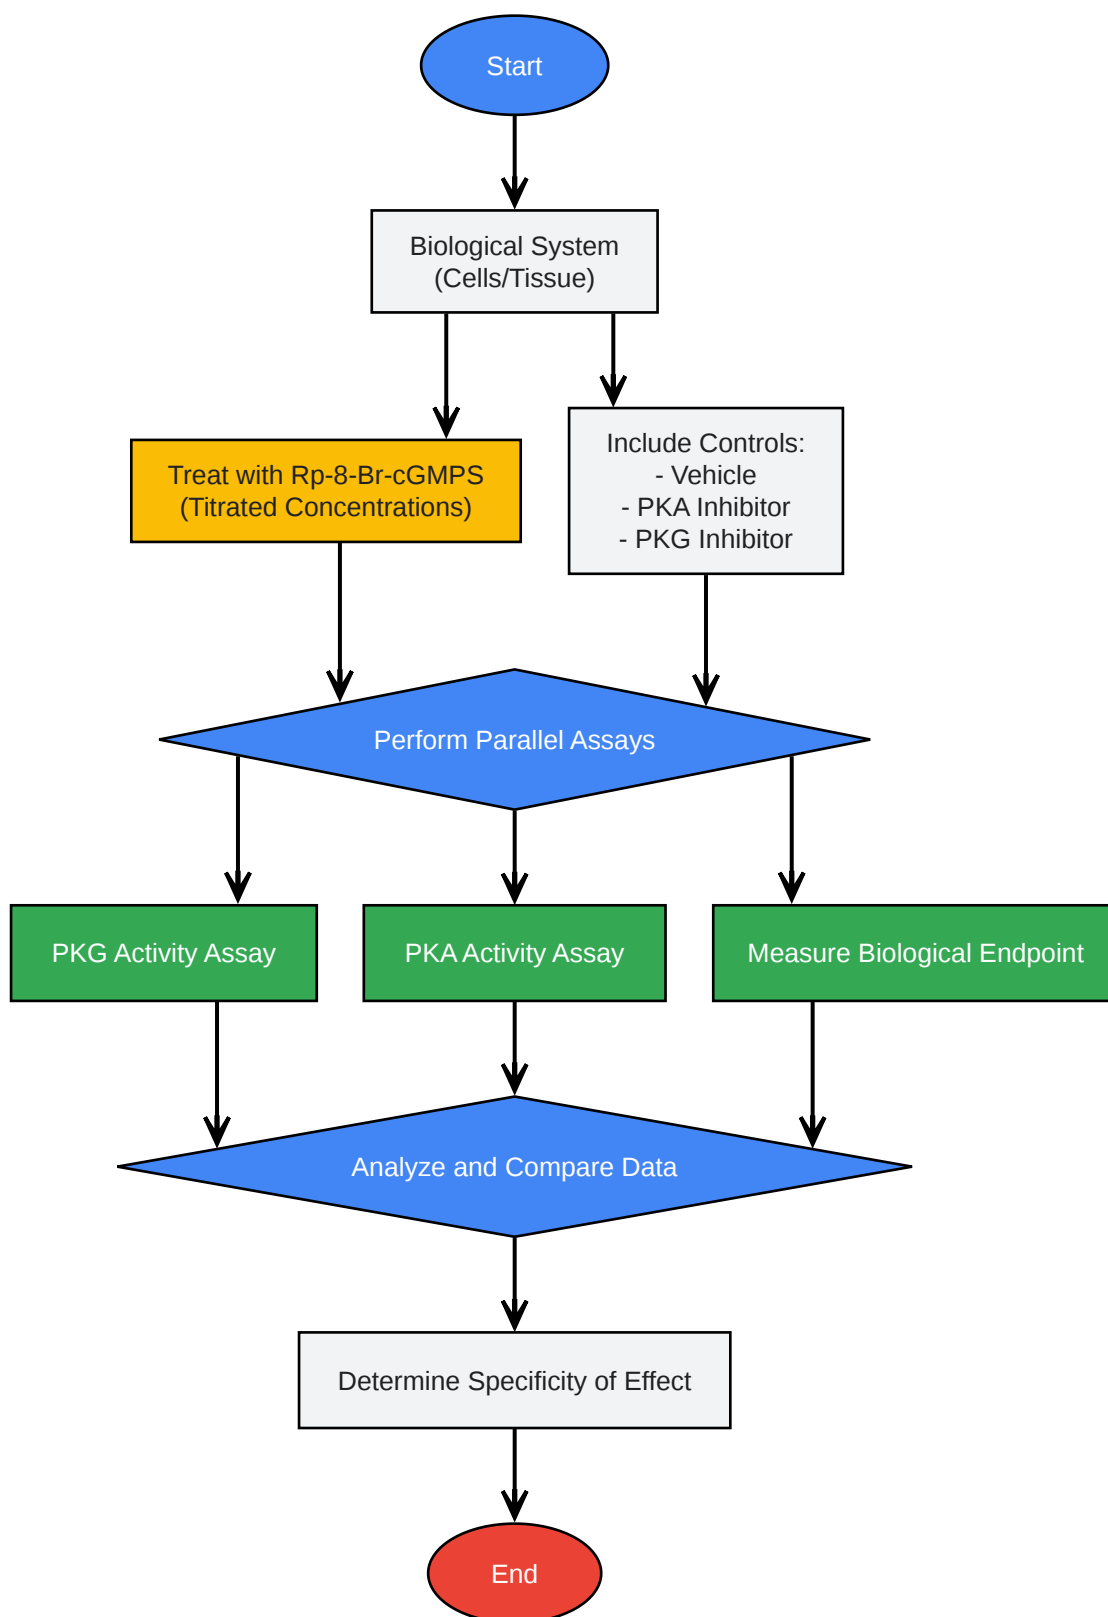 Start
Biological System
(Cells/Tissue)
Treat with Rp-8-Br-cGMPS
(Titrated Concentrations)
Include Controls:
- Vehicle
- PKA Inhibitor
- PKG Inhibitor
Perform Parallel Assays
PKG Activity Assay
PKA Activity Assay
Measure Biological Endpoint
Analyze and Compare Data
Determine Specificity of Effect
End